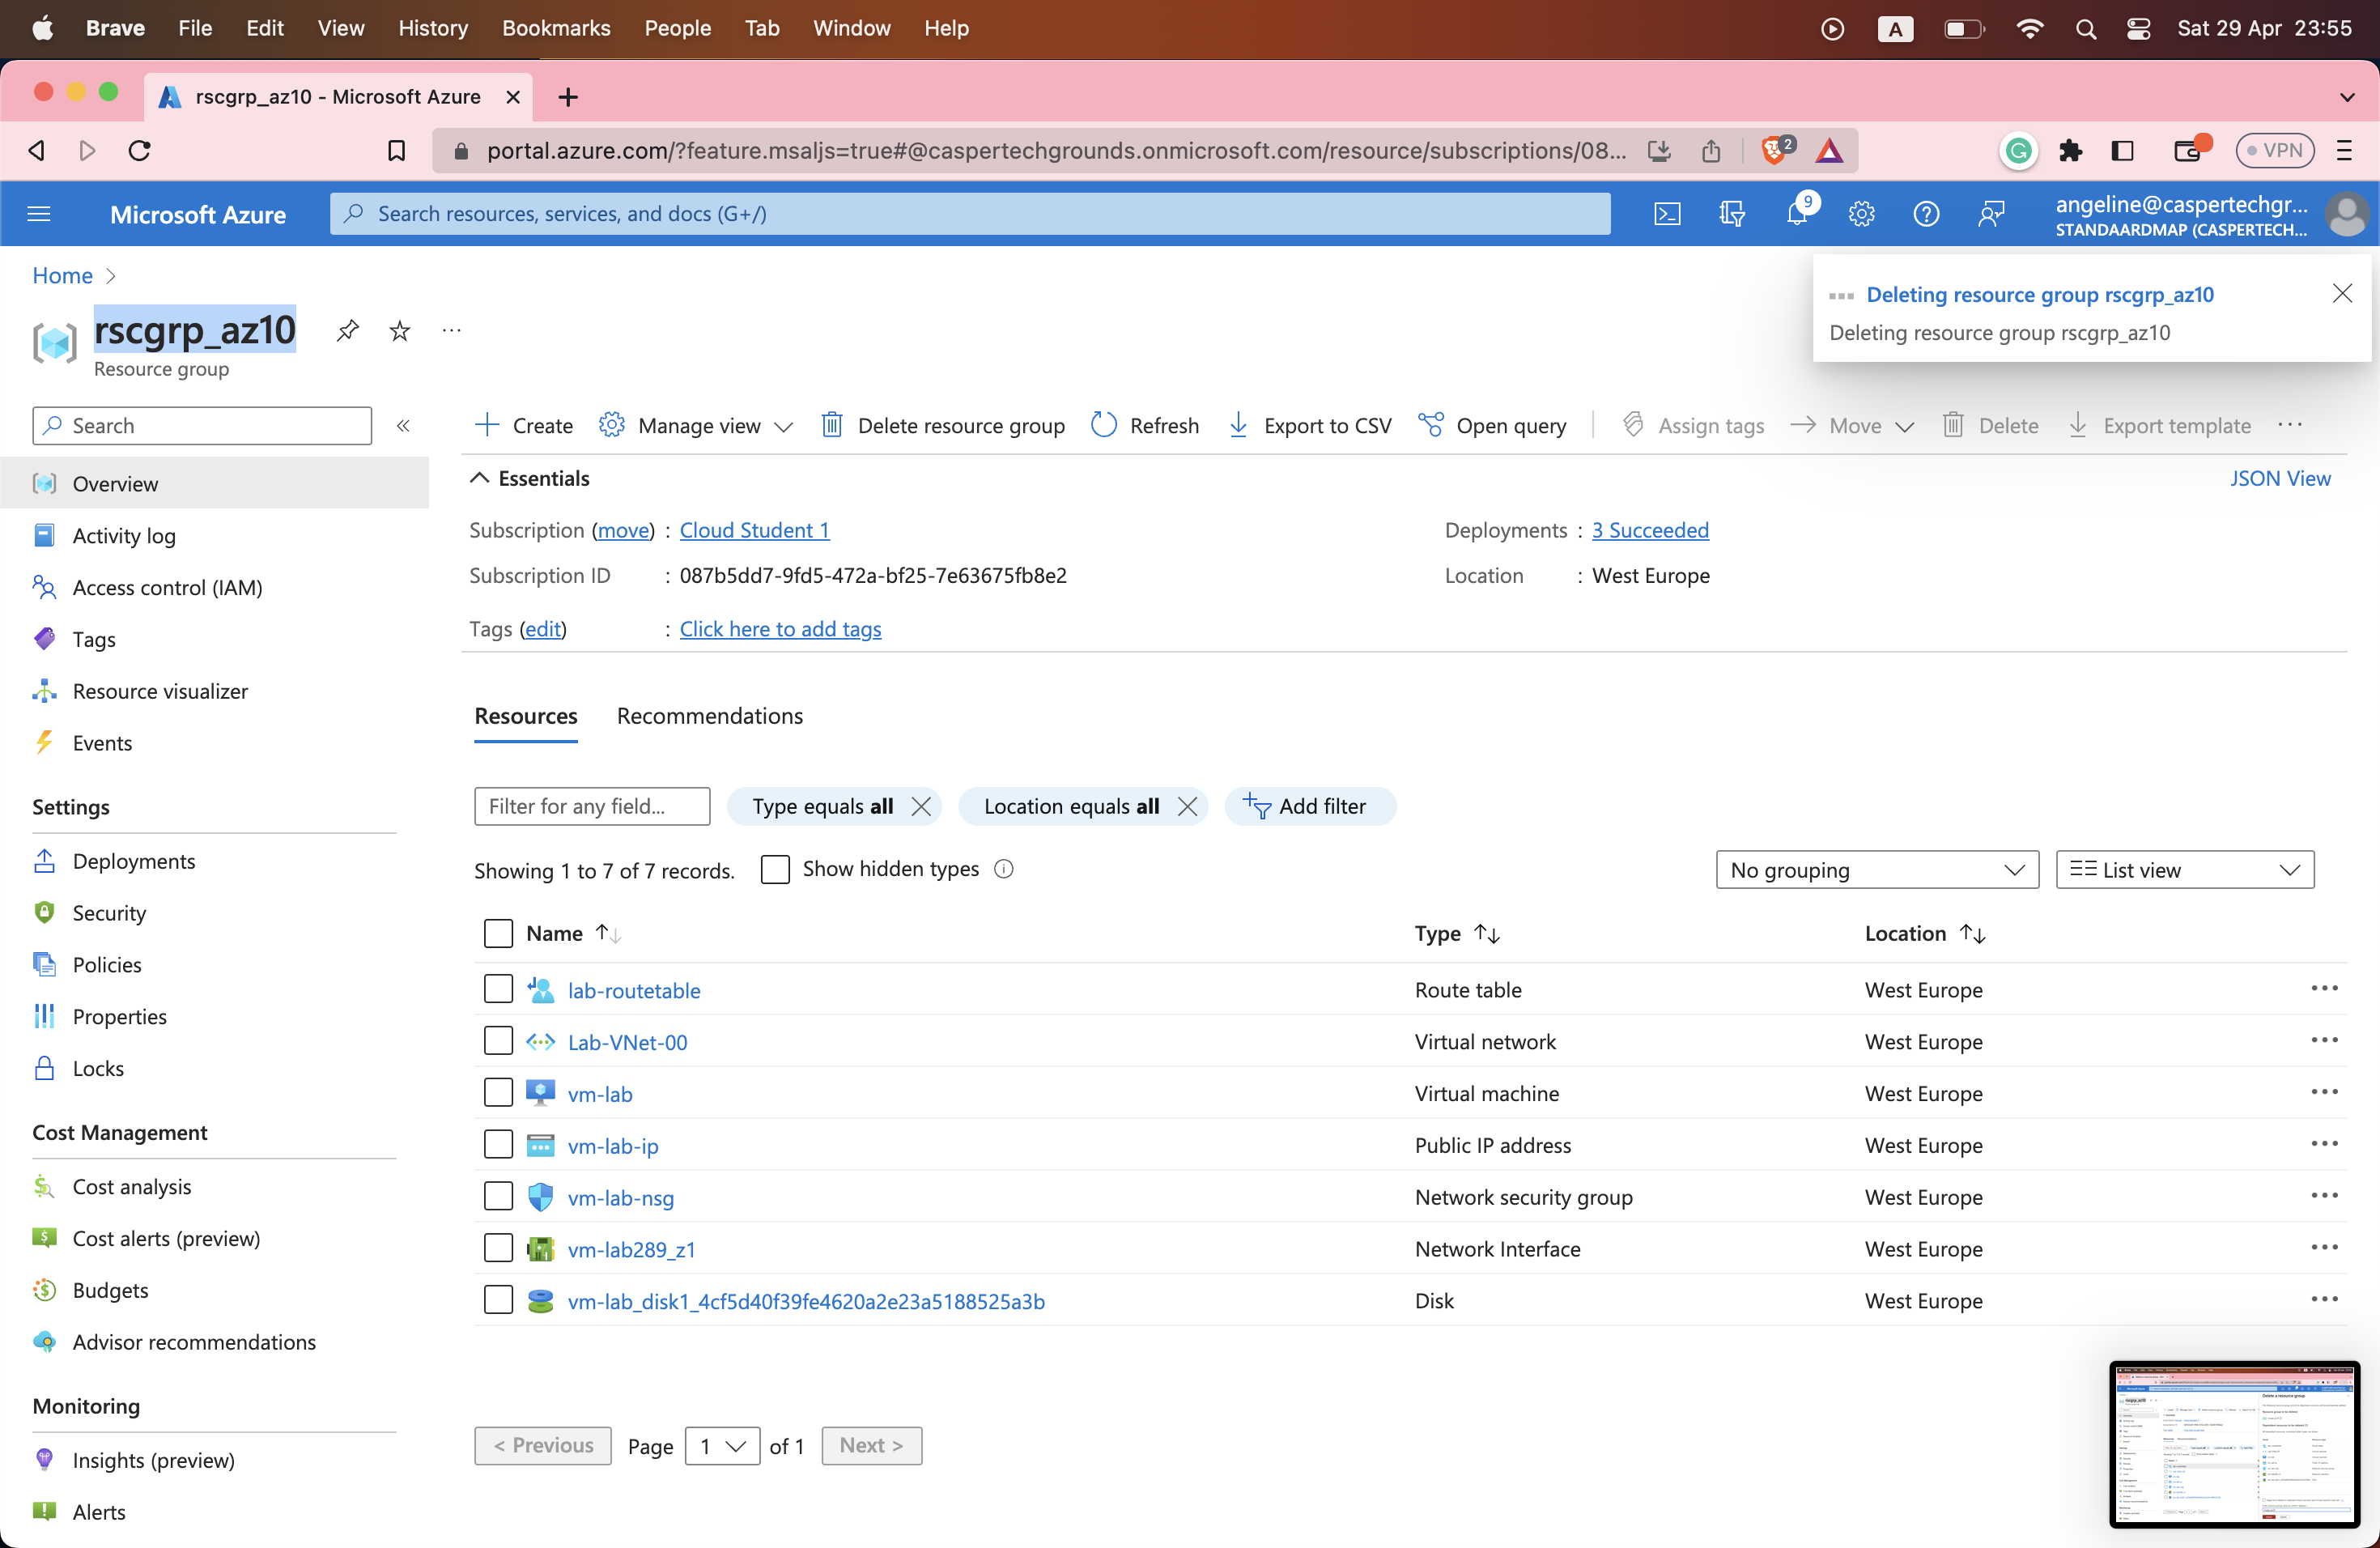 Brave File Edit View History Bookmarks People Tab Window Help A Sat 29 Apr 23:55
rscgrp_az10 - Microsoft Azure
portal.azure.com/?feature.msaljs=true#@caspertechgrounds.onmicrosoft.com/resource/subscriptions/08... 2 VPN
Microsoft Azure Search resources, services, and docs (G+/) 9 angeline@caspertechgr...
STANDAARDMAP (CASPERTECH...
Home
Deleting resource group rscgrp_az10
Deleting resource group rscgrp_az10
rscgrp_az10
Resource group
Search
Create Manage view Delete resource group Refresh Export to CSV Open query Assign tags Move Delete Export template
Overview
Activity log
Access control (IAM)
Tags
Resource visualizer
Events
Settings
Deployments
Security
Policies
Properties
Locks
Cost Management
Cost analysis
Cost alerts (preview)
Budgets
Advisor recommendations
Monitoring
Insights (preview)
Alerts
Essentials JSON View
Subscription (move) : Cloud Student 1 Deployments : 3 Succeeded
Subscription ID : 087b5dd7-9fd5-472a-bf25-7e63675fb8e2 Location : West Europe
Tags (edit) : Click here to add tags
Resources Recommendations
Filter for any field... Type equals all Location equals all Add filter
Showing 1 to 7 of 7 records. Show hidden types No grouping List view
Name Type Location
lab-routetable Route table West Europe
Lab-VNet-00 Virtual network West Europe
vm-lab Virtual machine West Europe
vm-lab-ip Public IP address West Europe
vm-lab-nsg Network security group West Europe
vm-lab289_z1 Network Interface West Europe
vm-lab_disk1_4cf5d40f39fe4620a2e23a5188525a3b Disk West Europe
< Previous Page 1 of 1 Next >